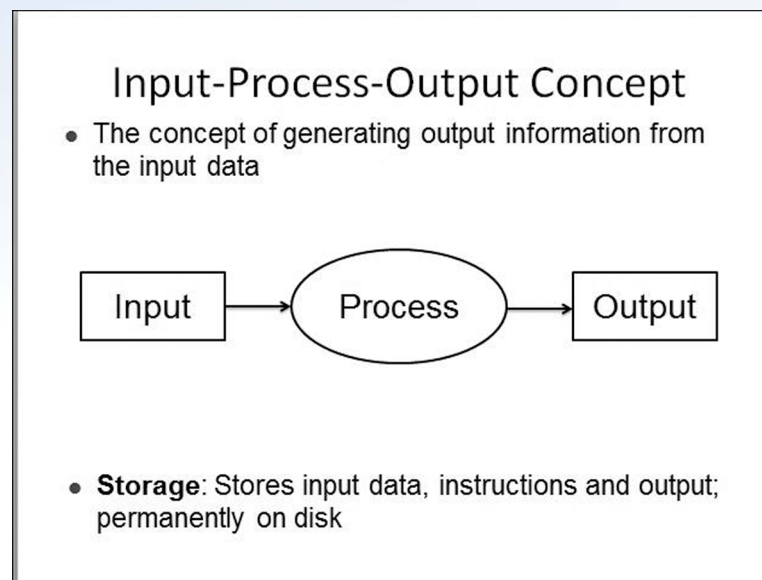 Input-Process-Output Concept
• The concept of generating output information from
the input data
Input
Process
Output
• Storage: Stores input data, instructions and output;
permanently on disk